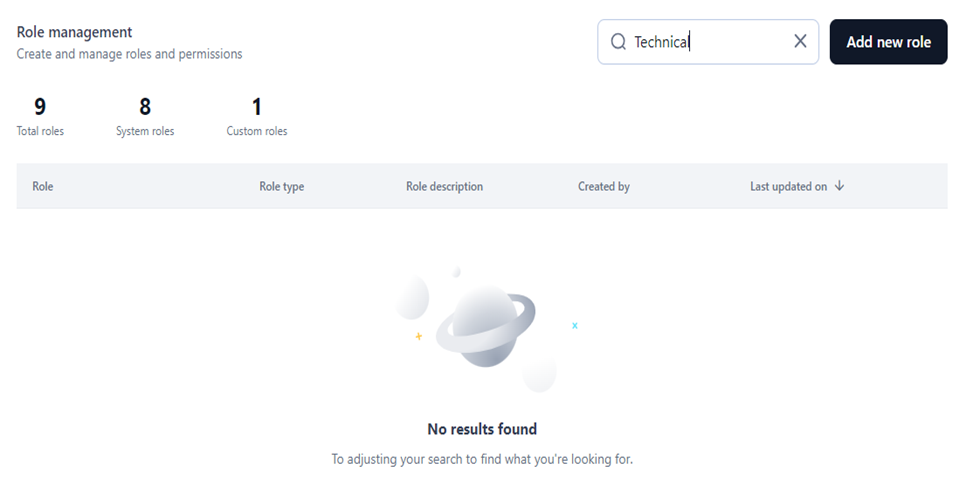 Role management
Create and manage roles and permissions
Technical
Add new role
9
Total roles
8
System roles
1
Custom roles
Role Role type Role description Created by Last updated on
No results found
To adjusting your search to find what you're looking for.